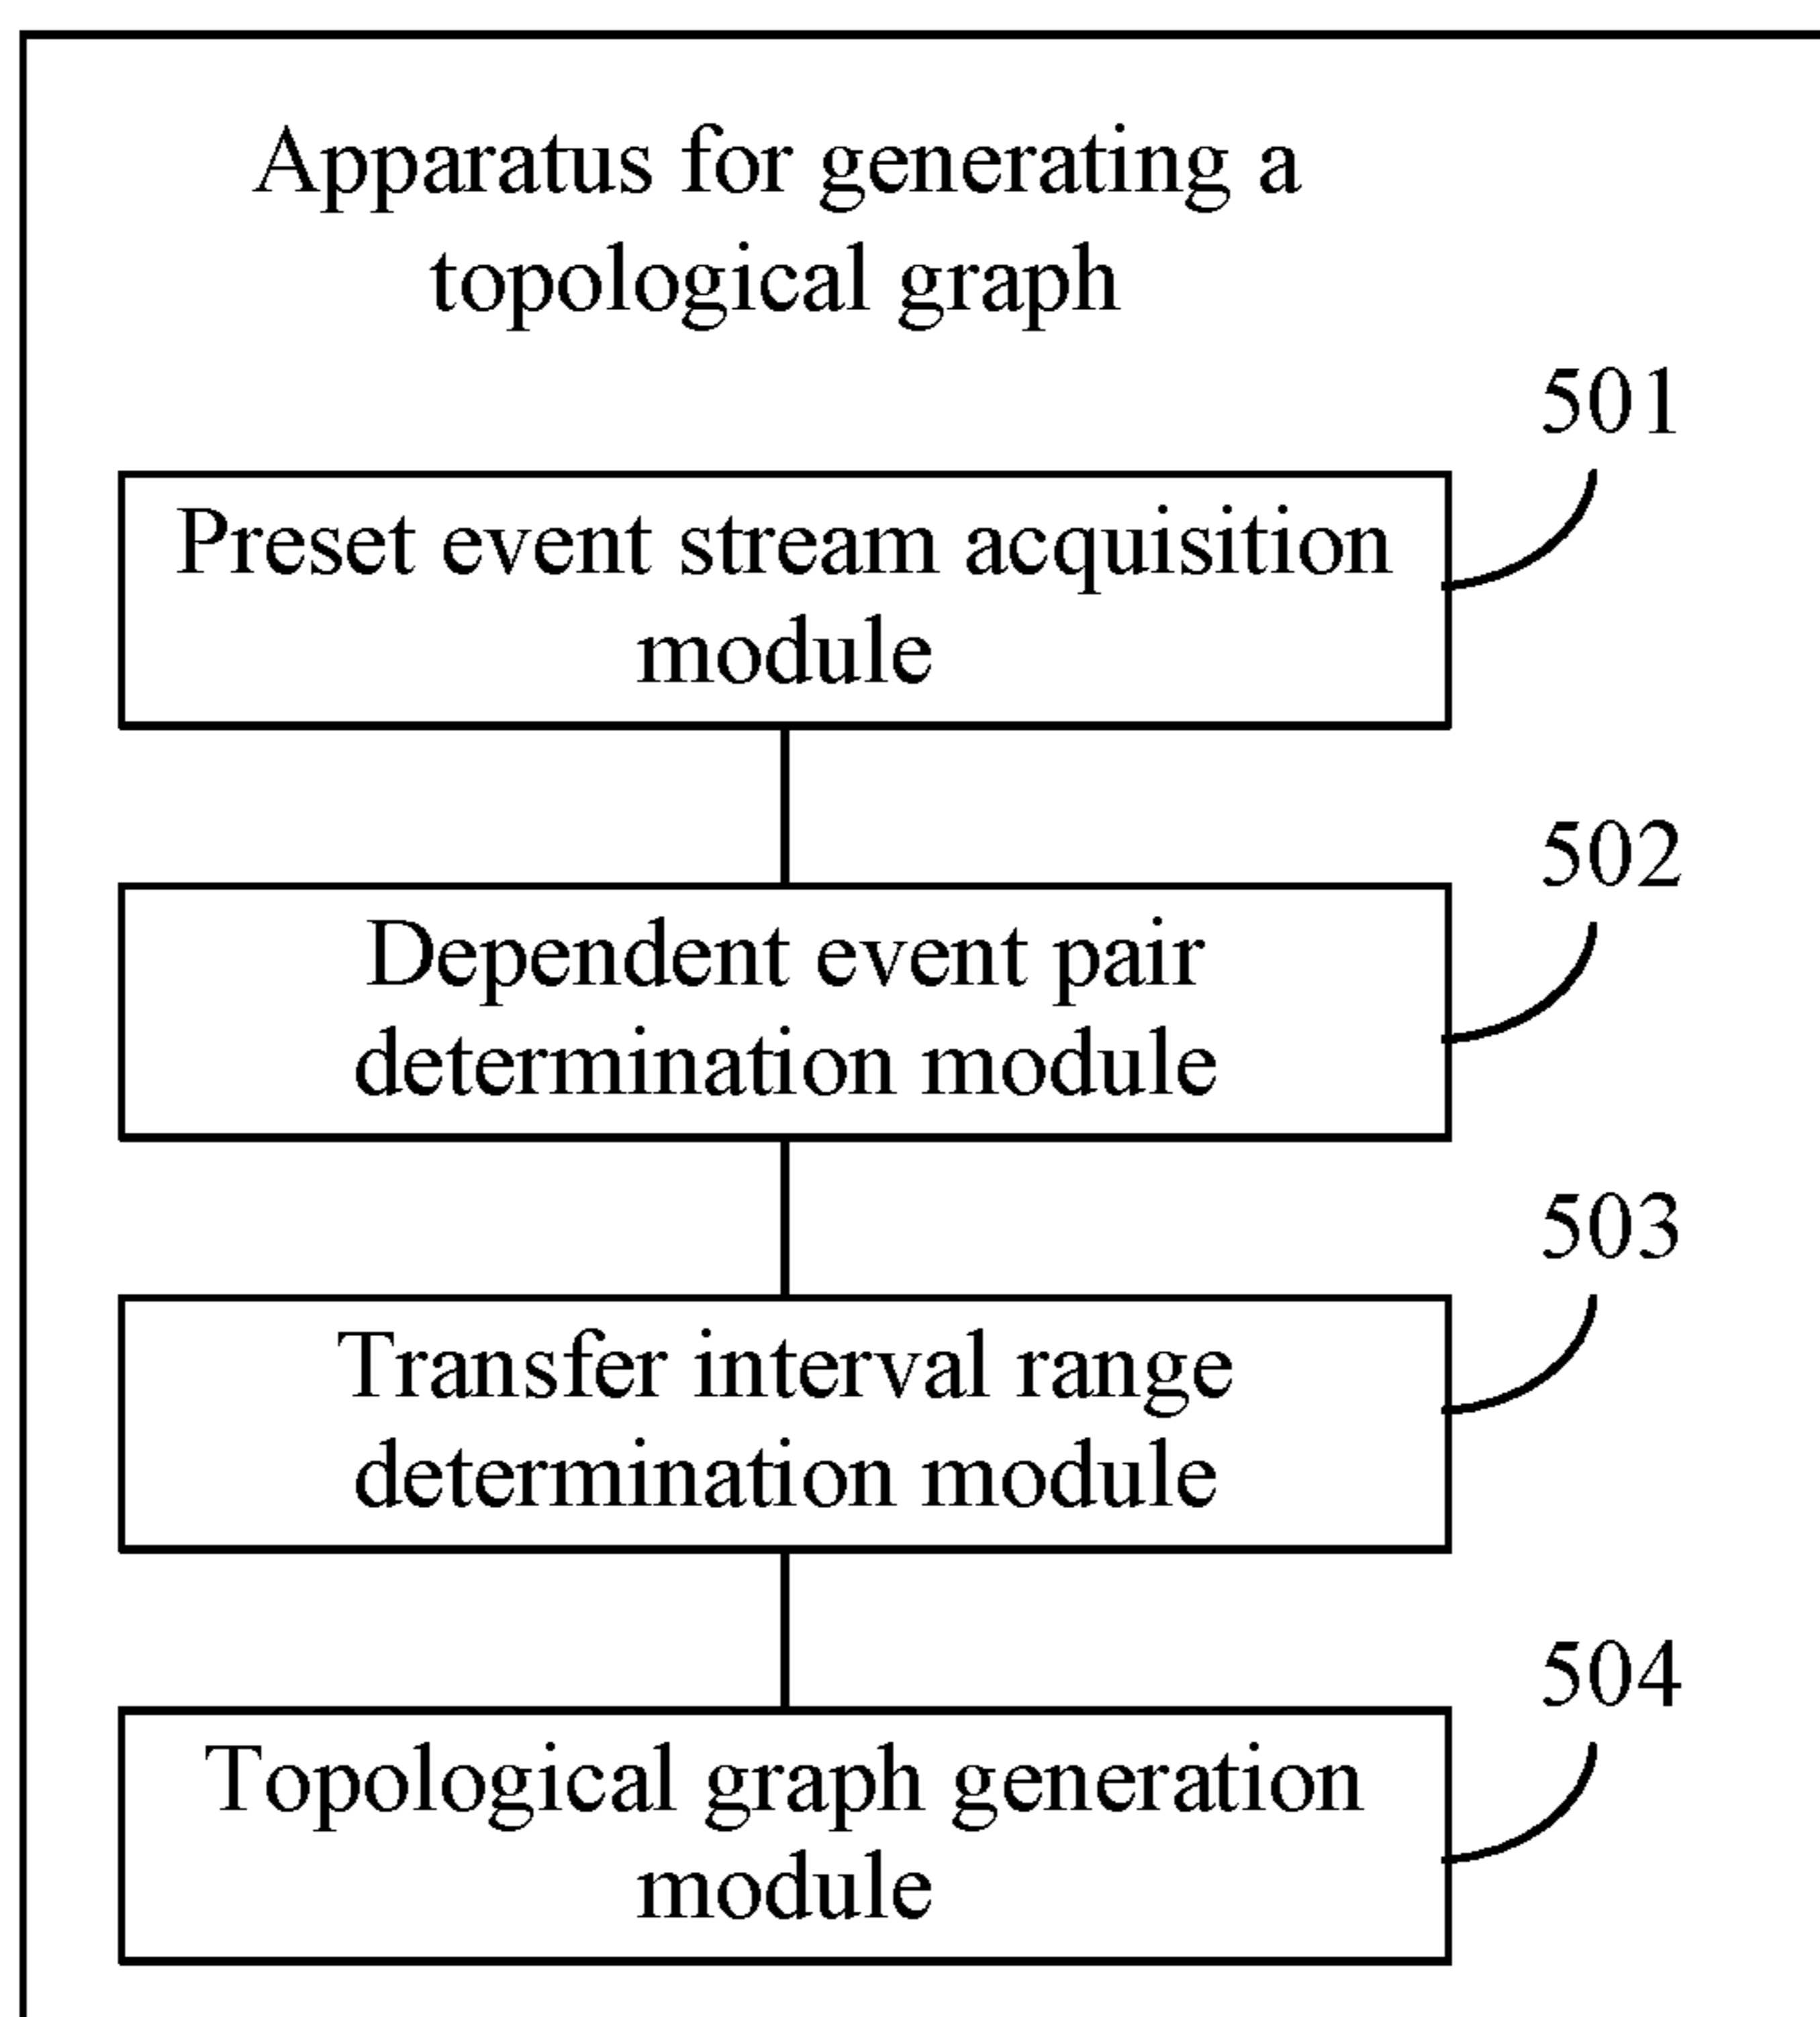 Apparatus for generating a
topological graph
501
Preset event stream acquisition
module
502
Dependent event pair
determination module
503
Transfer interval range
determination module
504
Topological graph generation
module